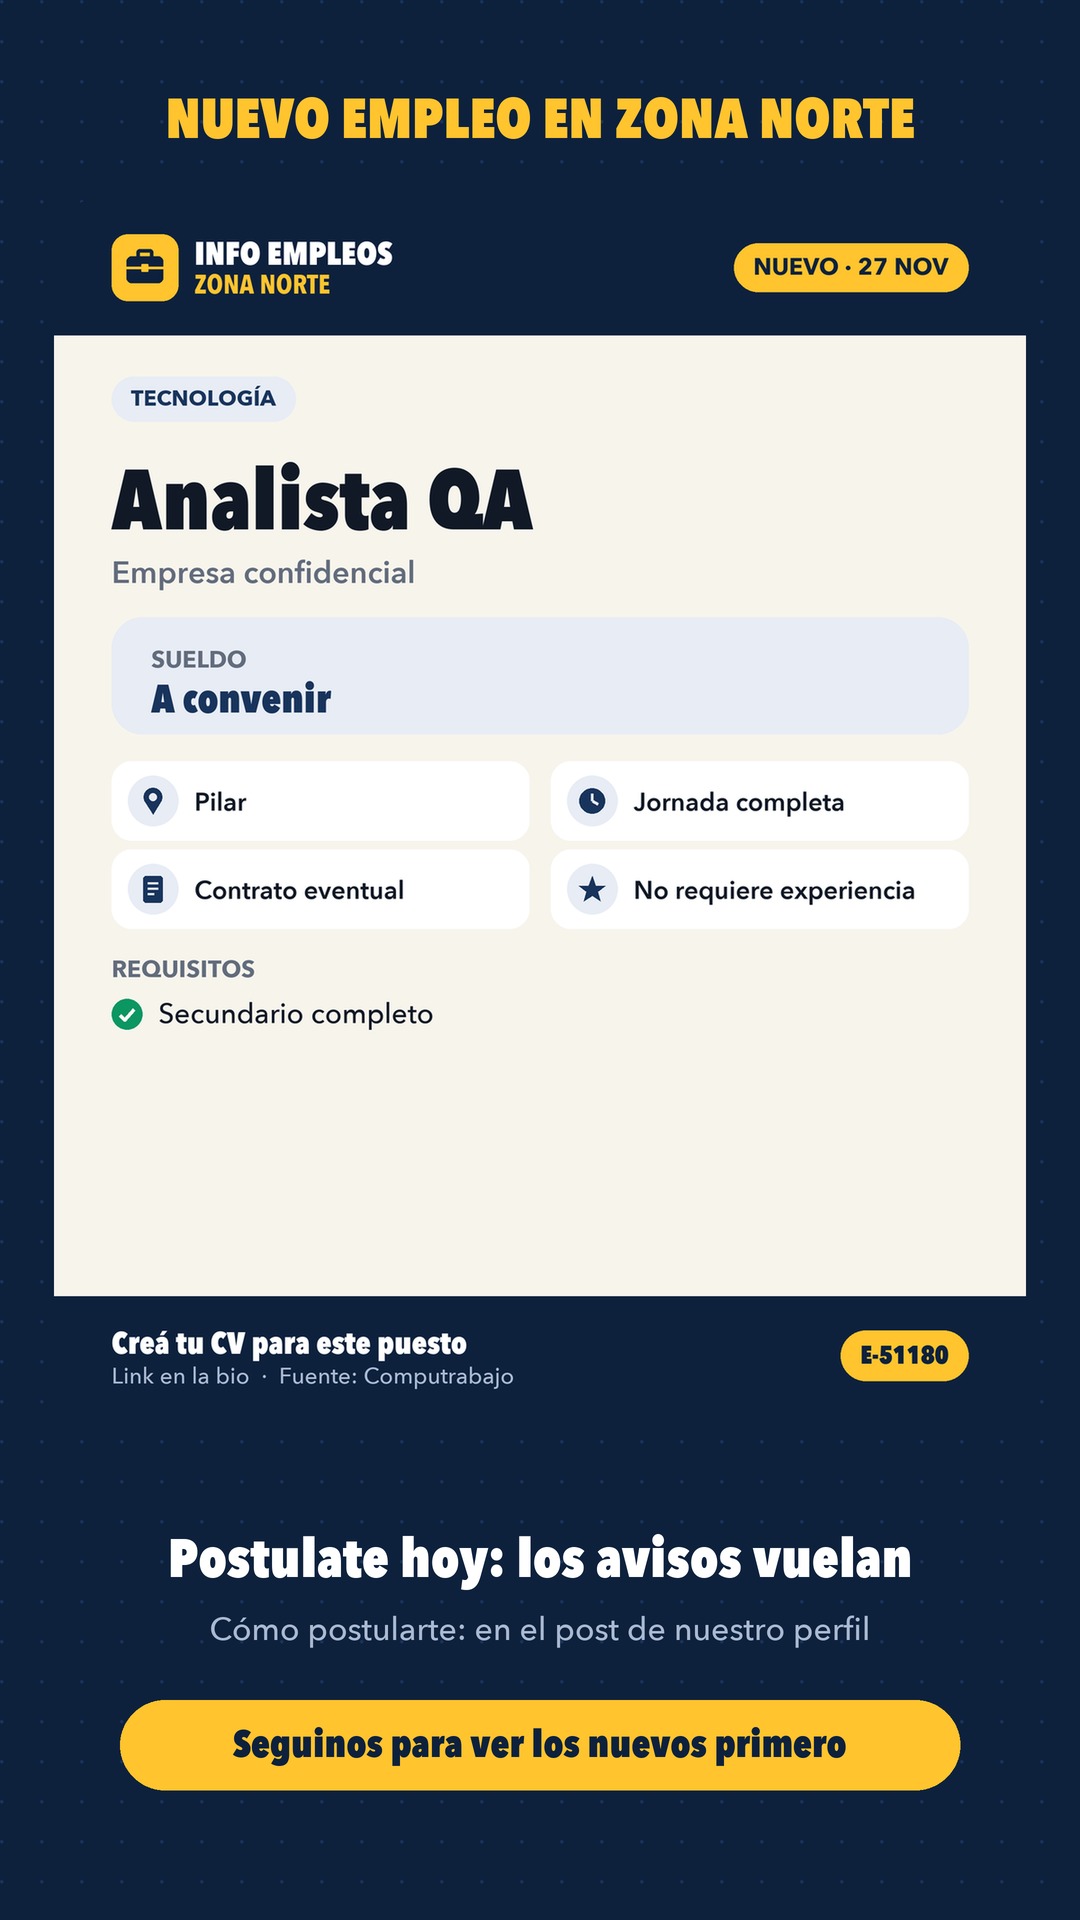 NUEVO EMPLEO EN ZONA NORTE
INFO EMPLEOS
ZONA NORTE
NUEVO · 27 NOV
TECNOLOGÍA
Analista QA
Empresa confidencial
SUELDO
A convenir
Pilar
Jornada completa
Contrato eventual
No requiere experiencia
REQUISITOS
Secundario completo
Creá tu CV para este puesto
Link en la bio · Fuente: Computrabajo
E-51180
Postulate hoy: los avisos vuelan
Cómo postularte: en el post de nuestro perfil
Seguinos para ver los nuevos primero